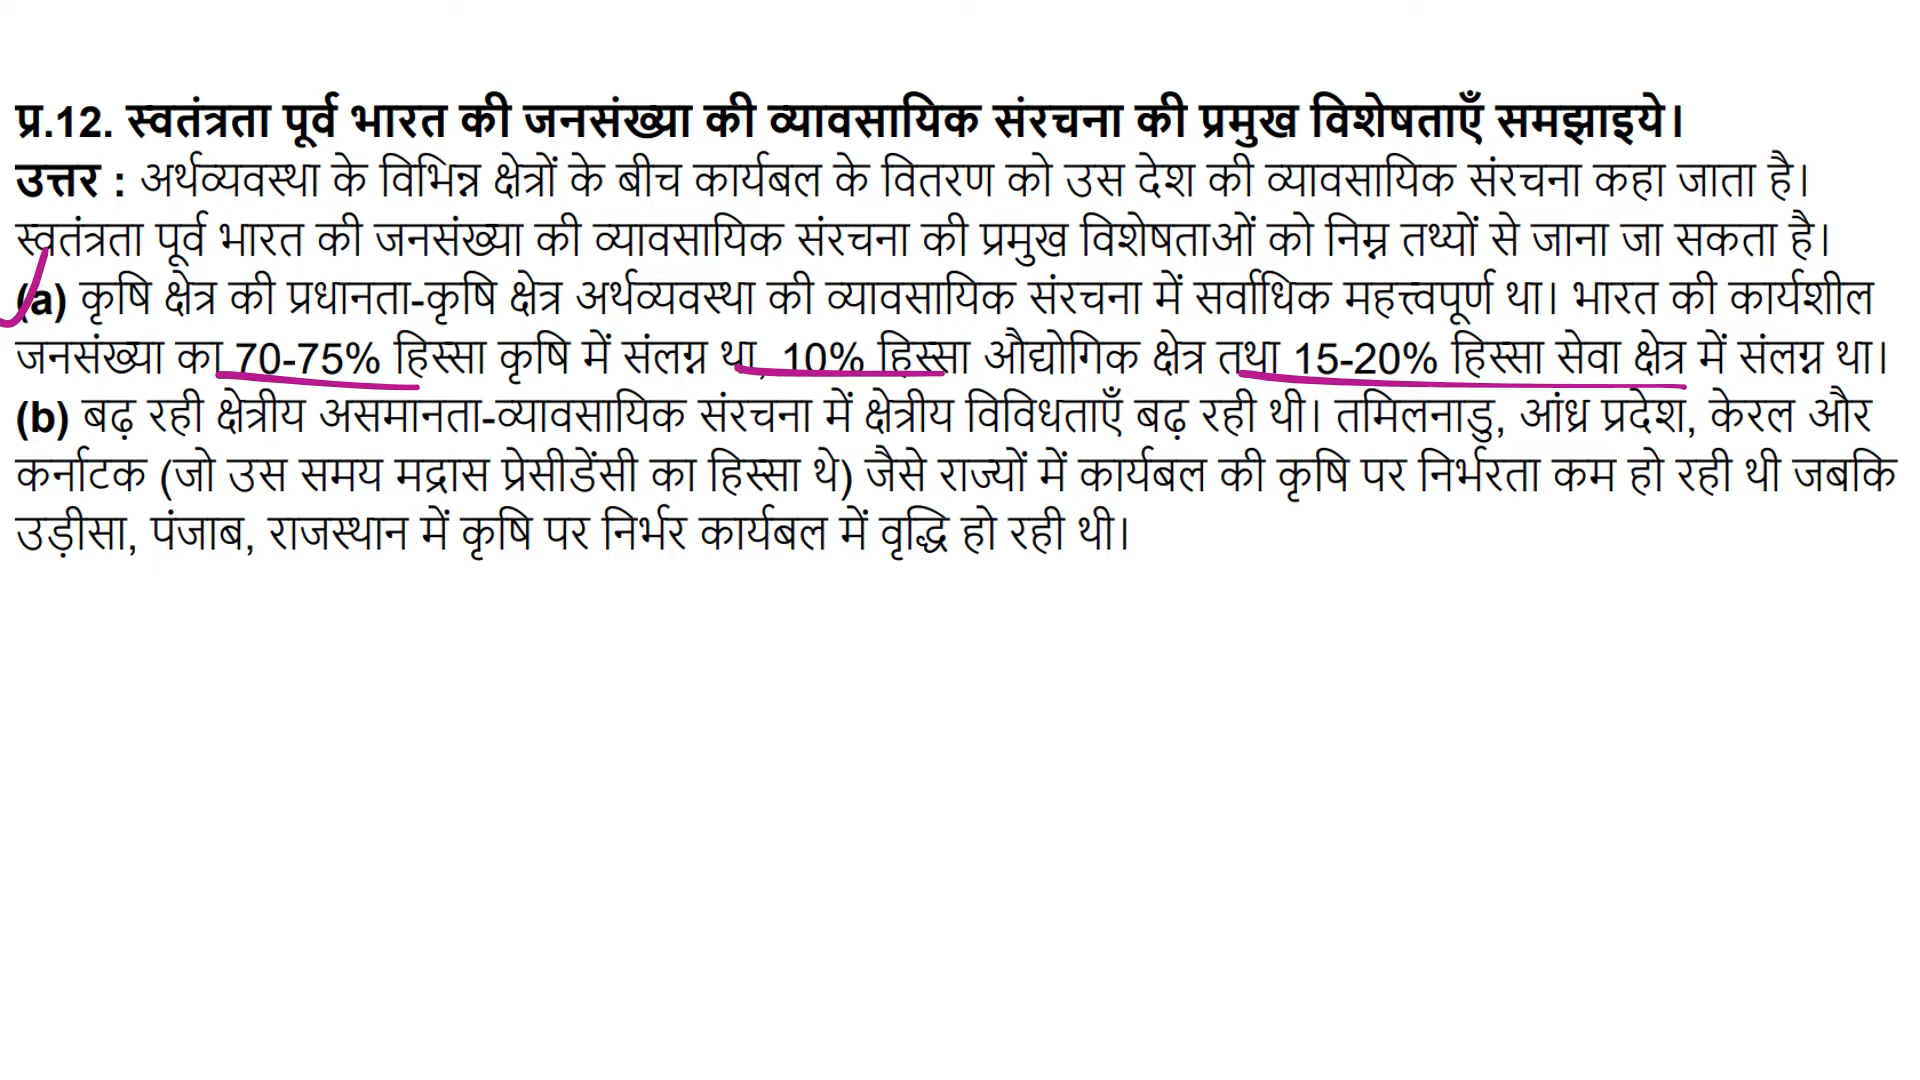 प्र.12. स्वतंत्रता पूर्व भारत की जनसंख्या की व्यावसायिक संरचना की प्रमुख विशेषताएँ समझाइये।
उत्तर : अर्थव्यवस्था के विभिन्न क्षेत्रों के बीच कार्यबल के वितरण को उस देश की व्यावसायिक संरचना कहा जाता है।
स्वतंत्रता पूर्व भारत की जनसंख्या की व्यावसायिक संरचना की प्रमुख विशेषताओं को निम्न तथ्यों से जाना जा सकता है।
(a) कृषि क्षेत्र की प्रधानता-कृषि क्षेत्र अर्थव्यवस्था की व्यावसायिक संरचना में सर्वाधिक महत्त्वपूर्ण था। भारत की कार्यशील
जनसंख्या का 70-75% हिस्सा कृषि में संलग्न था, 10% हिस्सा औद्योगिक क्षेत्र तथा 15-20% हिस्सा सेवा क्षेत्र में संलग्न था।
(b) बढ़ रही क्षेत्रीय असमानता-व्यावसायिक संरचना में क्षेत्रीय विविधताएँ बढ़ रही थी। तमिलनाडु, आंध्र प्रदेश, केरल और
कर्नाटक (जो उस समय मद्रास प्रेसीडेंसी का हिस्सा थे) जैसे राज्यों में कार्यबल की कृषि पर निर्भरता कम हो रही थी जबकि
उड़ीसा, पंजाब, राजस्थान में कृषि पर निर्भर कार्यबल में वृद्धि हो रही थी।